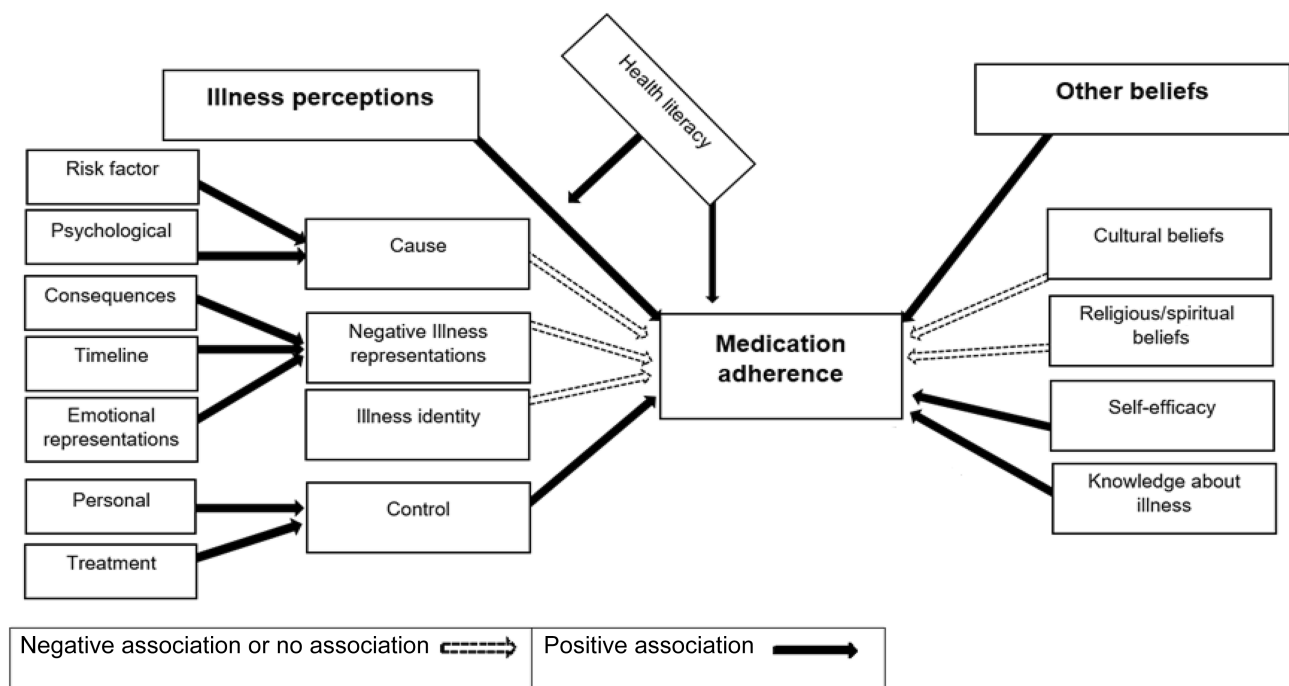 Illness perceptions
Health literacy
Other beliefs
Risk factor
Psychological
Consequences
Timeline
Emotional
representations
Personal
Treatment
Cause
Negative Illness
representations
Illness identity
Control
Medication
adherence
Cultural beliefs
Religious/spiritual
beliefs
Self-efficacy
Knowledge about
illness
Negative association or no association
Positive association